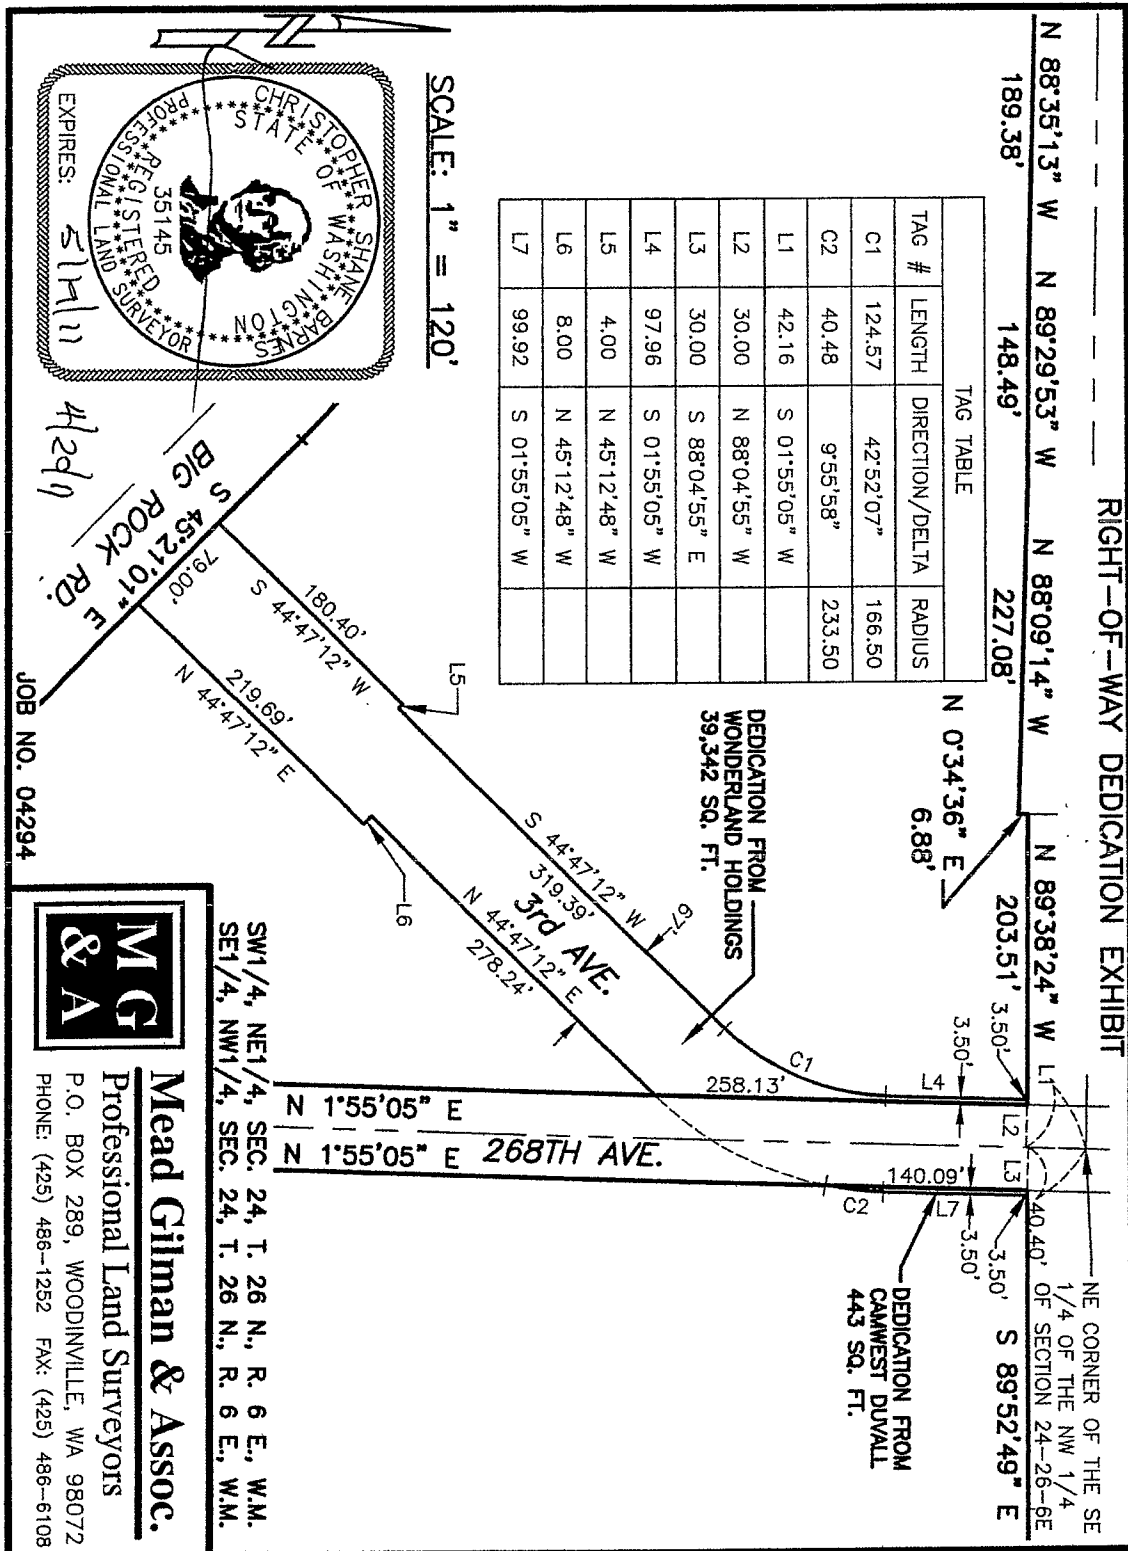 RIGHT-OF-WAY DEDICATION EXHIBIT
N 88°35'13" W
189.38'
N 89°29'53" W
148.49'
N 88°09'14" W
227.08'
N 0°34'36" E
6.88'
N 89°38'24" W
203.51'
3.50'
3.50'
L1
L2
L3
L4
40.40'
NE CORNER OF THE SE
1/4 OF THE NW 1/4
OF SECTION 24-26-6E
S 89°52'49" E
3.50'
3.50'
L7
140.09'
C2
C1
258.13'
DEDICATION FROM
CAMWEST DUVALL
443 SQ. FT.
DEDICATION FROM
WONDERLAND HOLDINGS
39,342 SQ. FT.
TAG TABLE
TAG # LENGTH DIRECTION/DELTA RADIUS
C1 124.57 42°52'07" 166.50
C2 40.48 9°55'58" 233.50
L1 42.16 S 01°55'05" W
L2 30.00 N 88°04'55" W
L3 30.00 S 88°04'55" E
L4 97.96 S 01°55'05" W
L5 4.00 N 45°12'48" W
L6 8.00 N 45°12'48" W
L7 99.92 S 01°55'05" W
SCALE: 1" = 120'
CHRISTOPHER SHANE BARNES
STATE OF WASHINGTON
35145
REGISTERED
PROFESSIONAL LAND SURVEYOR
EXPIRES:
BIG ROCK RD.
S 45°21'01" E
79.00'
180.40'
S 44°47'12" W
L5
219.69'
N 44°47'12" E
L6
S 44°47'12" W
319.39'
67'
3rd AVE.
N 44°47'12" E
278.24'
N 1°55'05" E
N 1°55'05" E
268TH AVE.
SW1/4, NE1/4, SEC. 24, T. 26 N., R. 6 E., W.M.
SE1/4, NW1/4, SEC. 24, T. 26 N., R. 6 E., W.M.
JOB NO. 04294
M G
& A
Mead Gilman & Assoc.
Professional Land Surveyors
P.O. BOX 289, WOODINVILLE, WA 98072
PHONE: (425) 486-1252 FAX: (425) 486-6108